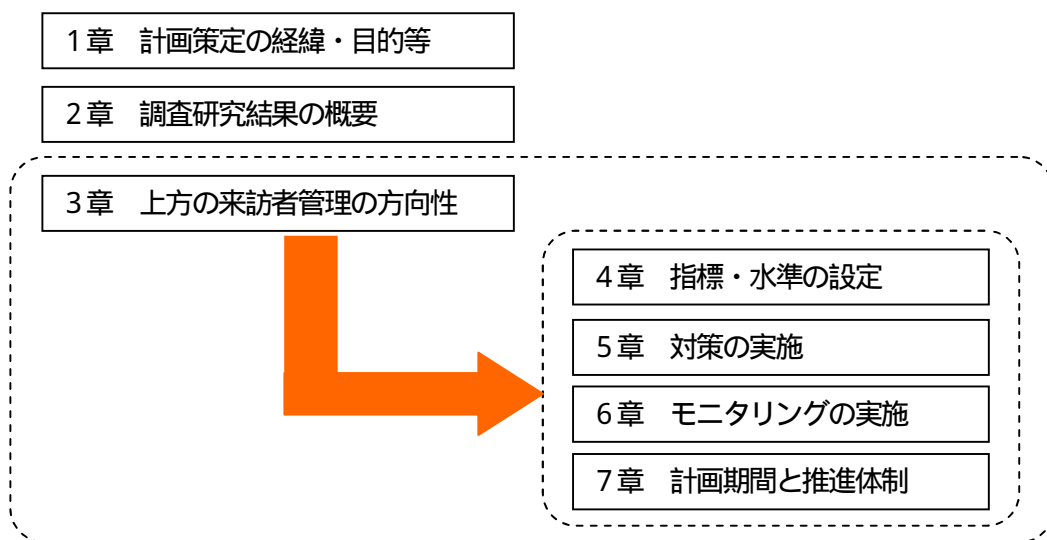 1章　計画策定の経緯・目的等
2章　調査研究結果の概要
3章　上方の来訪者管理の方向性
4章　指標・水準の設定
5章　対策の実施
6章　モニタリングの実施
7章　計画期間と推進体制